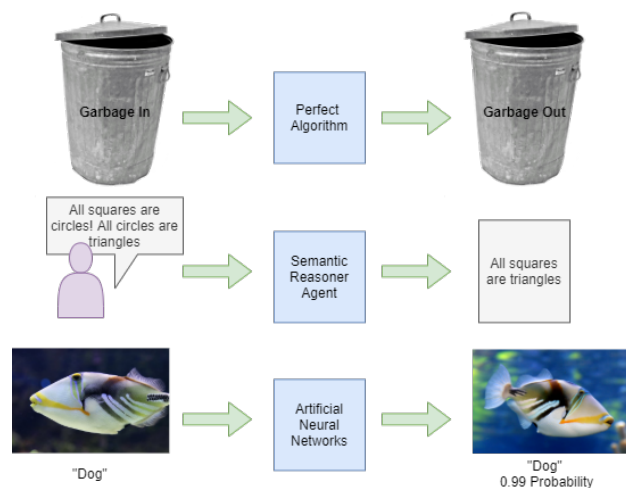 Garbage In
Perfect
Algorithm
Garbage Out
All squares are
circles! All circles are
triangles
Semantic
Reasoner
Agent
All squares
are triangles
Artificial
Neural
Networks
"Dog"
"Dog"
0.99 Probability